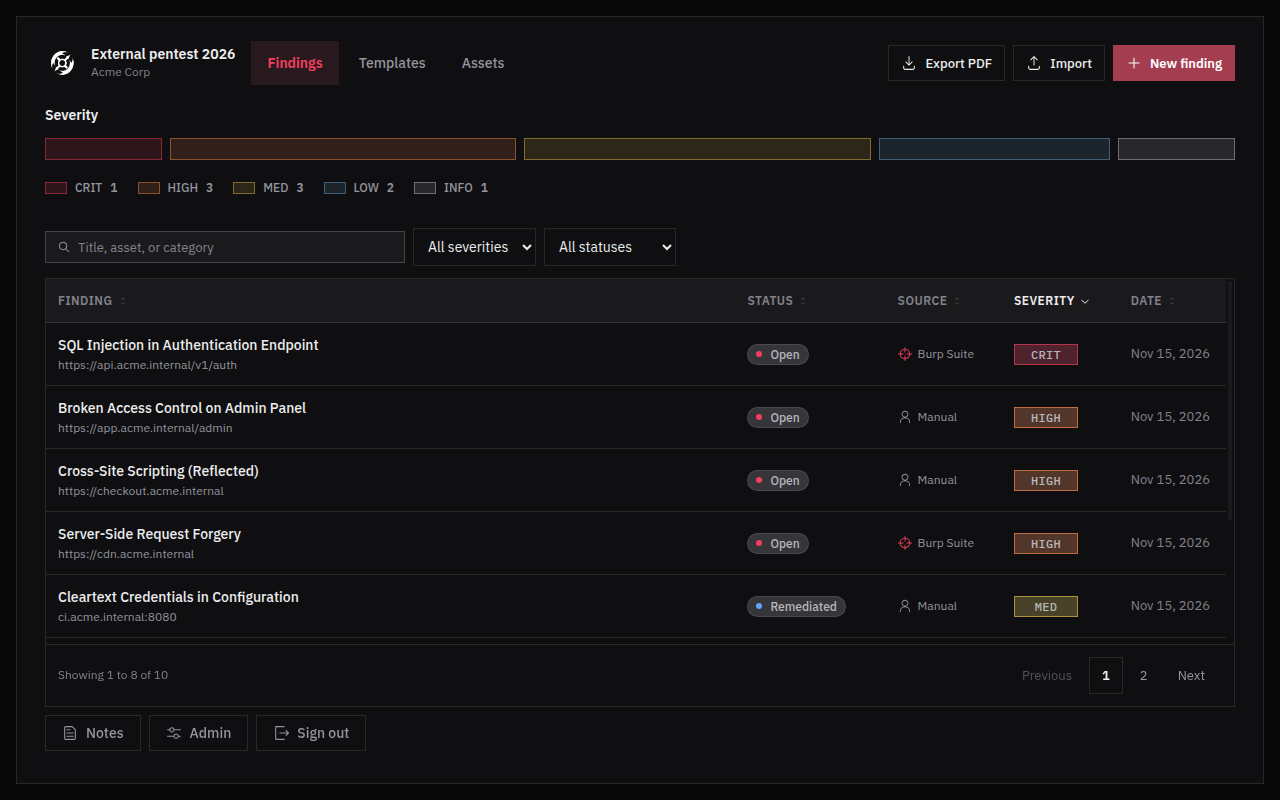 External pentest 2026
Acme Corp
Findings
Templates
Assets
Export PDF
Import
New finding
Severity
CRIT 1
HIGH 3
MED 3
LOW 2
INFO 1
Title, asset, or category
All severities
All statuses
FINDING
STATUS
SOURCE
SEVERITY
DATE
SQL Injection in Authentication Endpoint
https://api.acme.internal/v1/auth
Open
Burp Suite
CRIT
Nov 15, 2026
Broken Access Control on Admin Panel
https://app.acme.internal/admin
Open
Manual
HIGH
Nov 15, 2026
Cross-Site Scripting (Reflected)
https://checkout.acme.internal
Open
Manual
HIGH
Nov 15, 2026
Server-Side Request Forgery
https://cdn.acme.internal
Open
Burp Suite
HIGH
Nov 15, 2026
Cleartext Credentials in Configuration
ci.acme.internal:8080
Remediated
Manual
MED
Nov 15, 2026
Showing 1 to 8 of 10
Previous
1
2
Next
Notes
Admin
Sign out